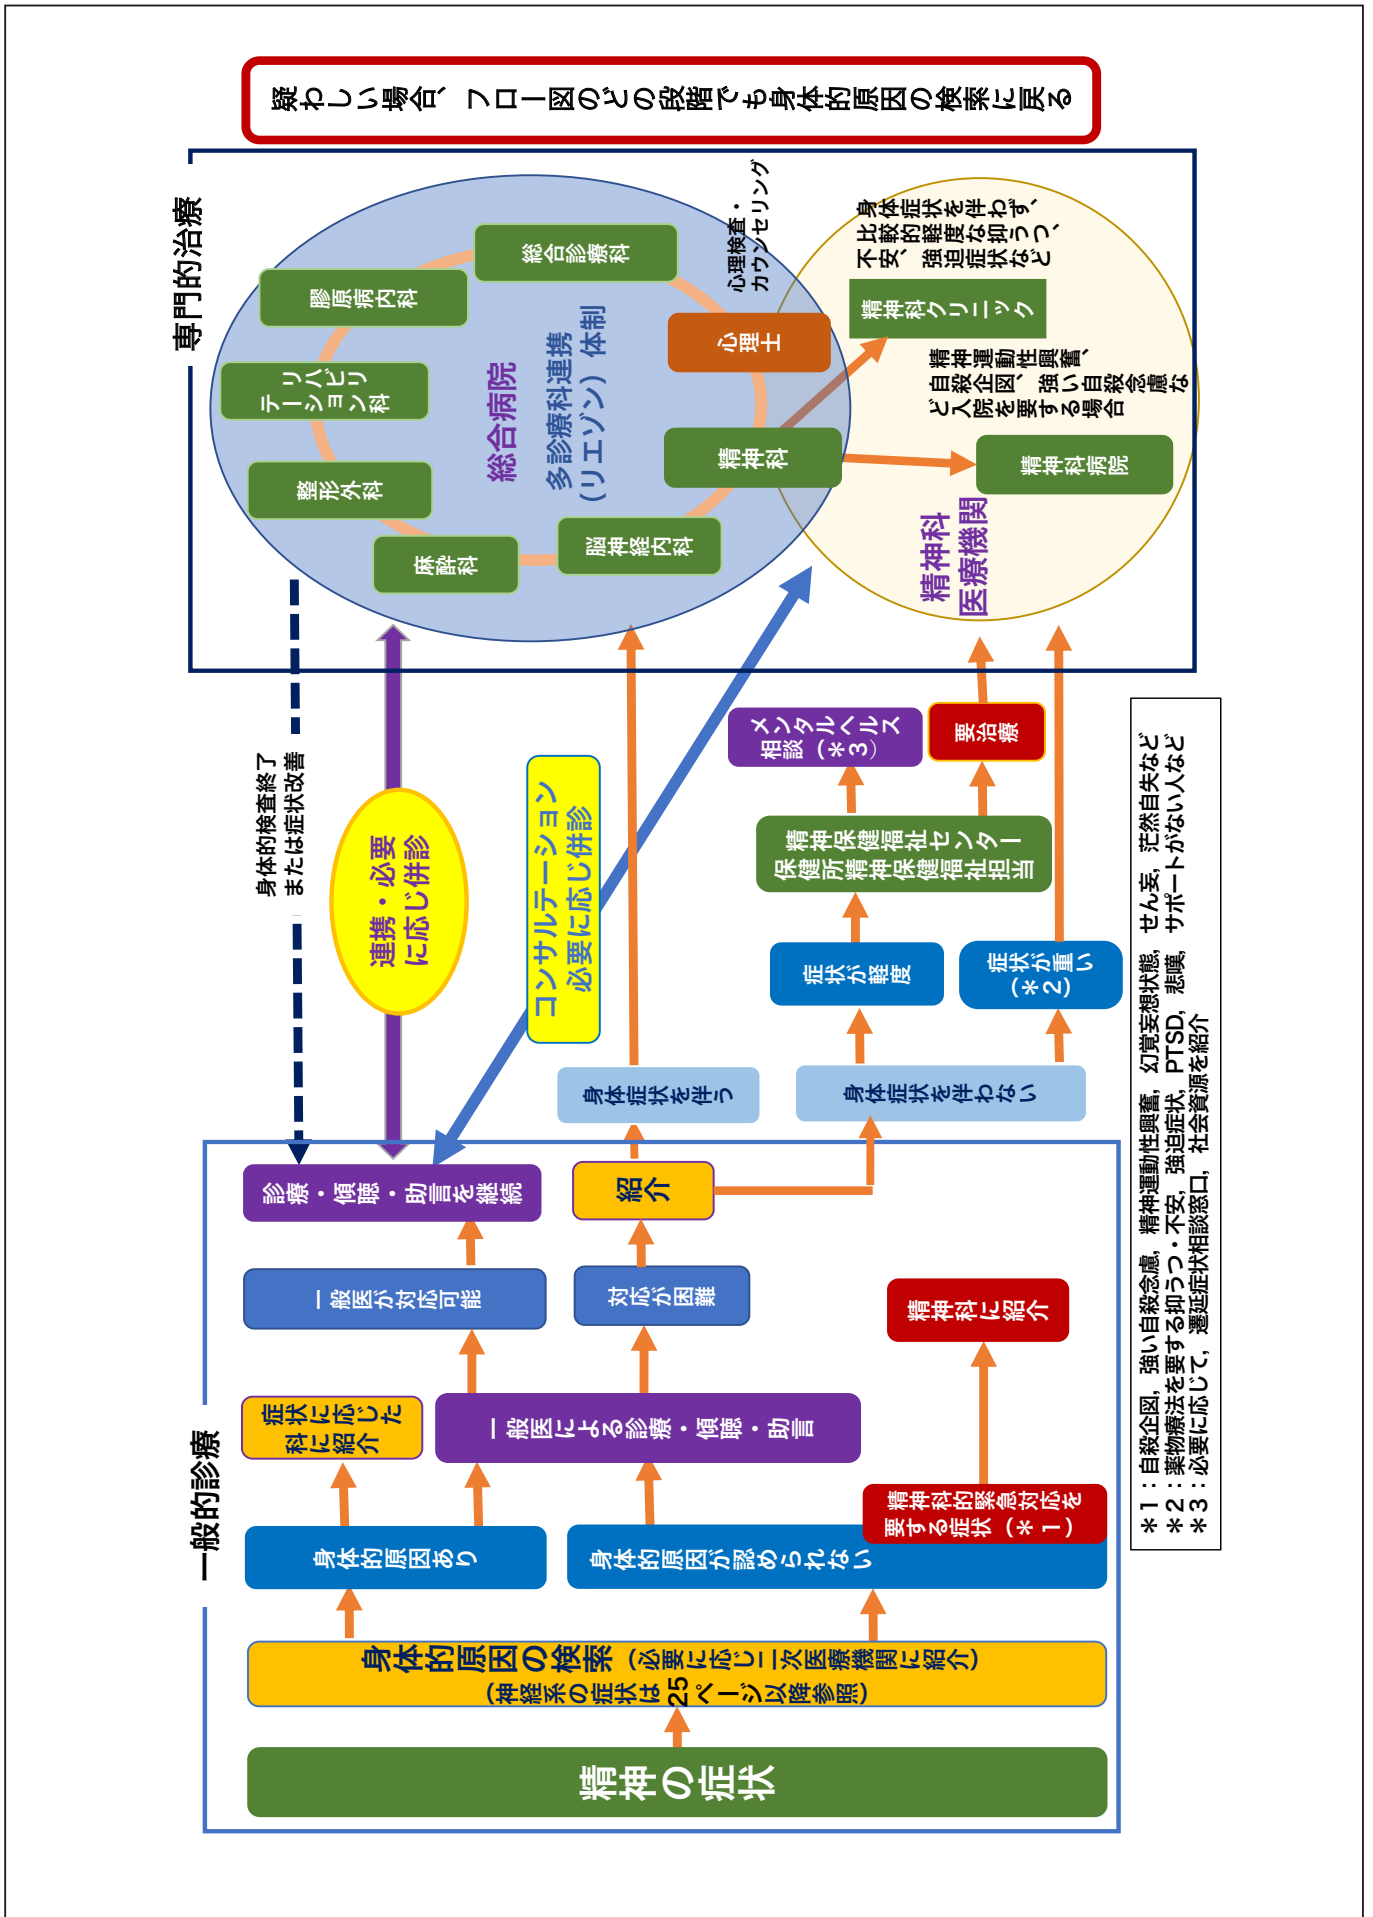 疑わしい場合、フロー図のどの段階でも身体的原因の検索に戻る
一般的診療
精神の症状
身体的原因の検索（必要に応じ二次医療機関に紹介）
（神経系の症状は25ページ以降参照）
身体的原因あり
身体的原因が認められない
精神科的緊急対応を
要する症状（＊１）
症状に応じた
科に紹介
一般医による診療・傾聴・助言
精神科に紹介
一般医が対応可能
対応が困難
診療・傾聴・助言を継続
紹介
身体症状を伴う
身体症状を伴わない
症状が軽度
症状が重い
（＊２）
精神保健福祉センター
保健所精神保健福祉担当
メンタルヘルス
相談（＊３）
要治療
身体的検査終了
または症状改善
連携・必要
に応じ併診
コンサルテーション
必要に応じ併診
専門的治療
膠原病内科
総合診療科
リハビリ
テーション科
整形外科
麻酔科
脳神経内科
総合病院
多診療科連携
（リエゾン）体制
心理士
精神科
心理検査・
カウンセリング
身体症状を伴わず、
比較的軽度な抑うつ、
不安、強迫症状など
精神科クリニック
精神運動性興奮、
自殺企図、強い自殺念慮な
ど入院を要する場合
精神科病院
精神科
医療機関
＊１：自殺企図，強い自殺念慮，精神運動性興奮，幻覚妄想状態，せん妄，茫然自失など
＊２：薬物療法を要する抑うつ・不安，強迫症状，PTSD，悲嘆，サポートがない人など
＊３：必要に応じて，遷延症状相談窓口，社会資源を紹介